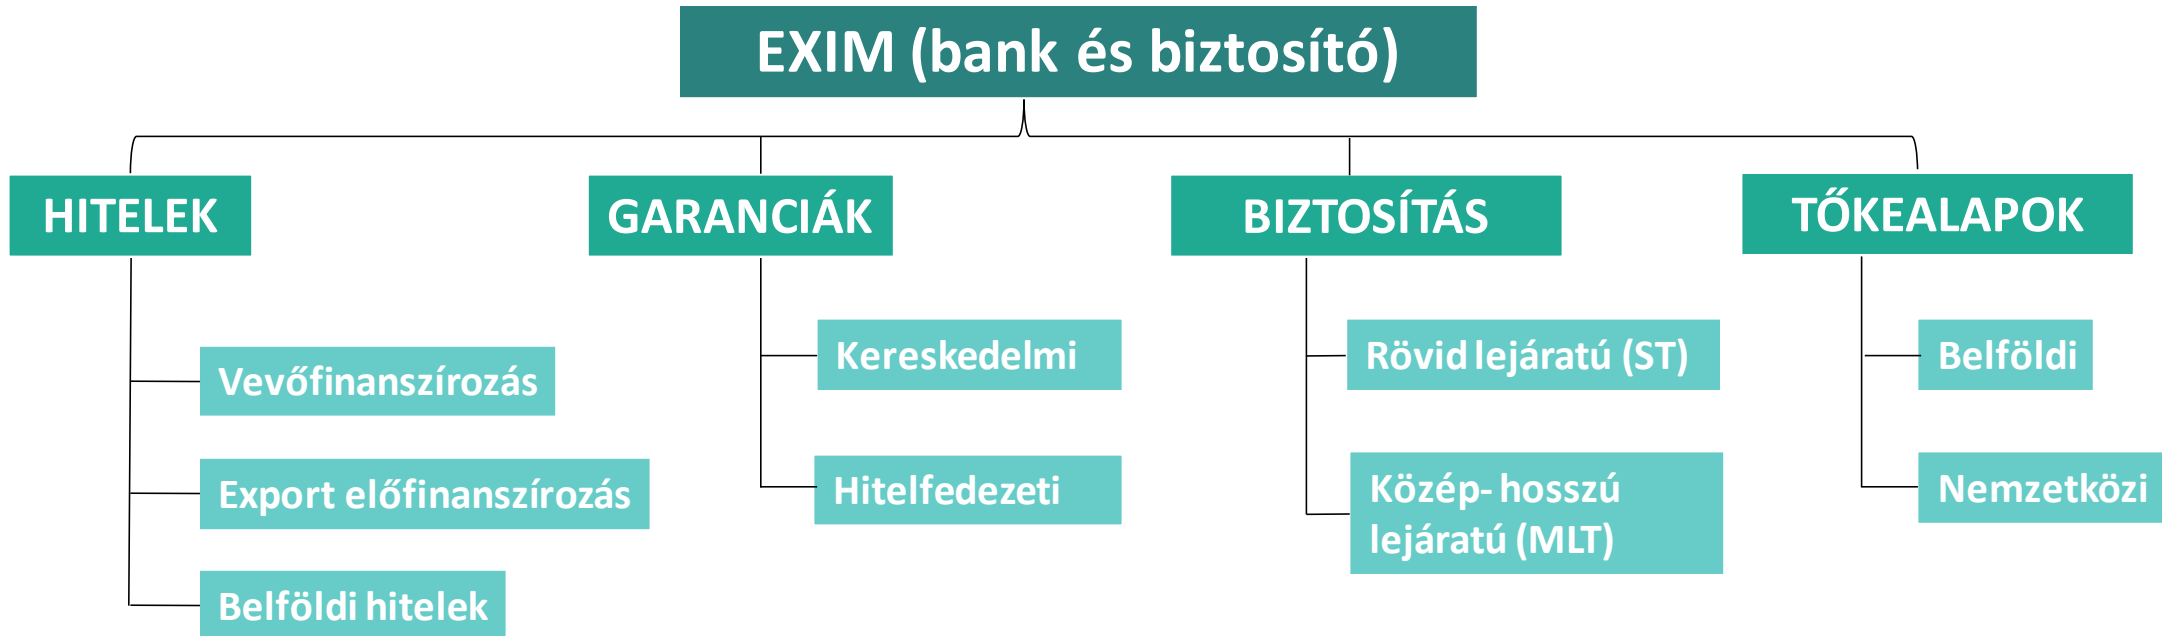 EXIM (bank és biztosító)
HITELEK
GARANCIÁK
BIZTOSÍTÁS
TŐKEALAPOK
Vevőfinanszírozás
Export előfinanszírozás
Belföldi hitelek
Kereskedelmi
Hitelfedezeti
Rövid lejáratú (ST)
Közép- hosszú
lejáratú (MLT)
Belföldi
Nemzetközi